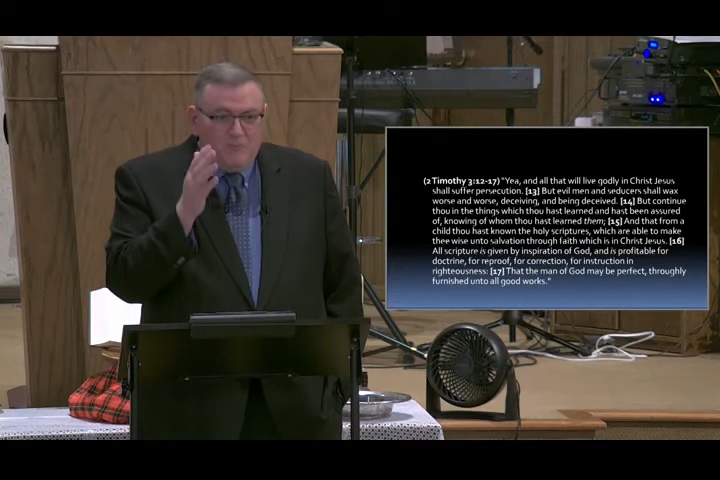 (2 Timothy 3:12-17) "Yea, and all that will live godly in Christ Jesus
shall suffer persecution. [13] But evil men and seducers shall wax
worse and worse, deceiving, and being deceived. [14] But continue
thou in the things which thou hast learned and hast been assured
of, knowing of whom thou hast learned them; [15] And that from a
child thou hast known the holy scriptures, which are able to make
thee wise unto salvation through faith which is in Christ Jesus. [16]
All scripture is given by inspiration of God, and is profitable for
doctrine, for reproof, for correction, for instruction in
righteousness: [17] That the man of God may be perfect, throughly
furnished unto all good works."